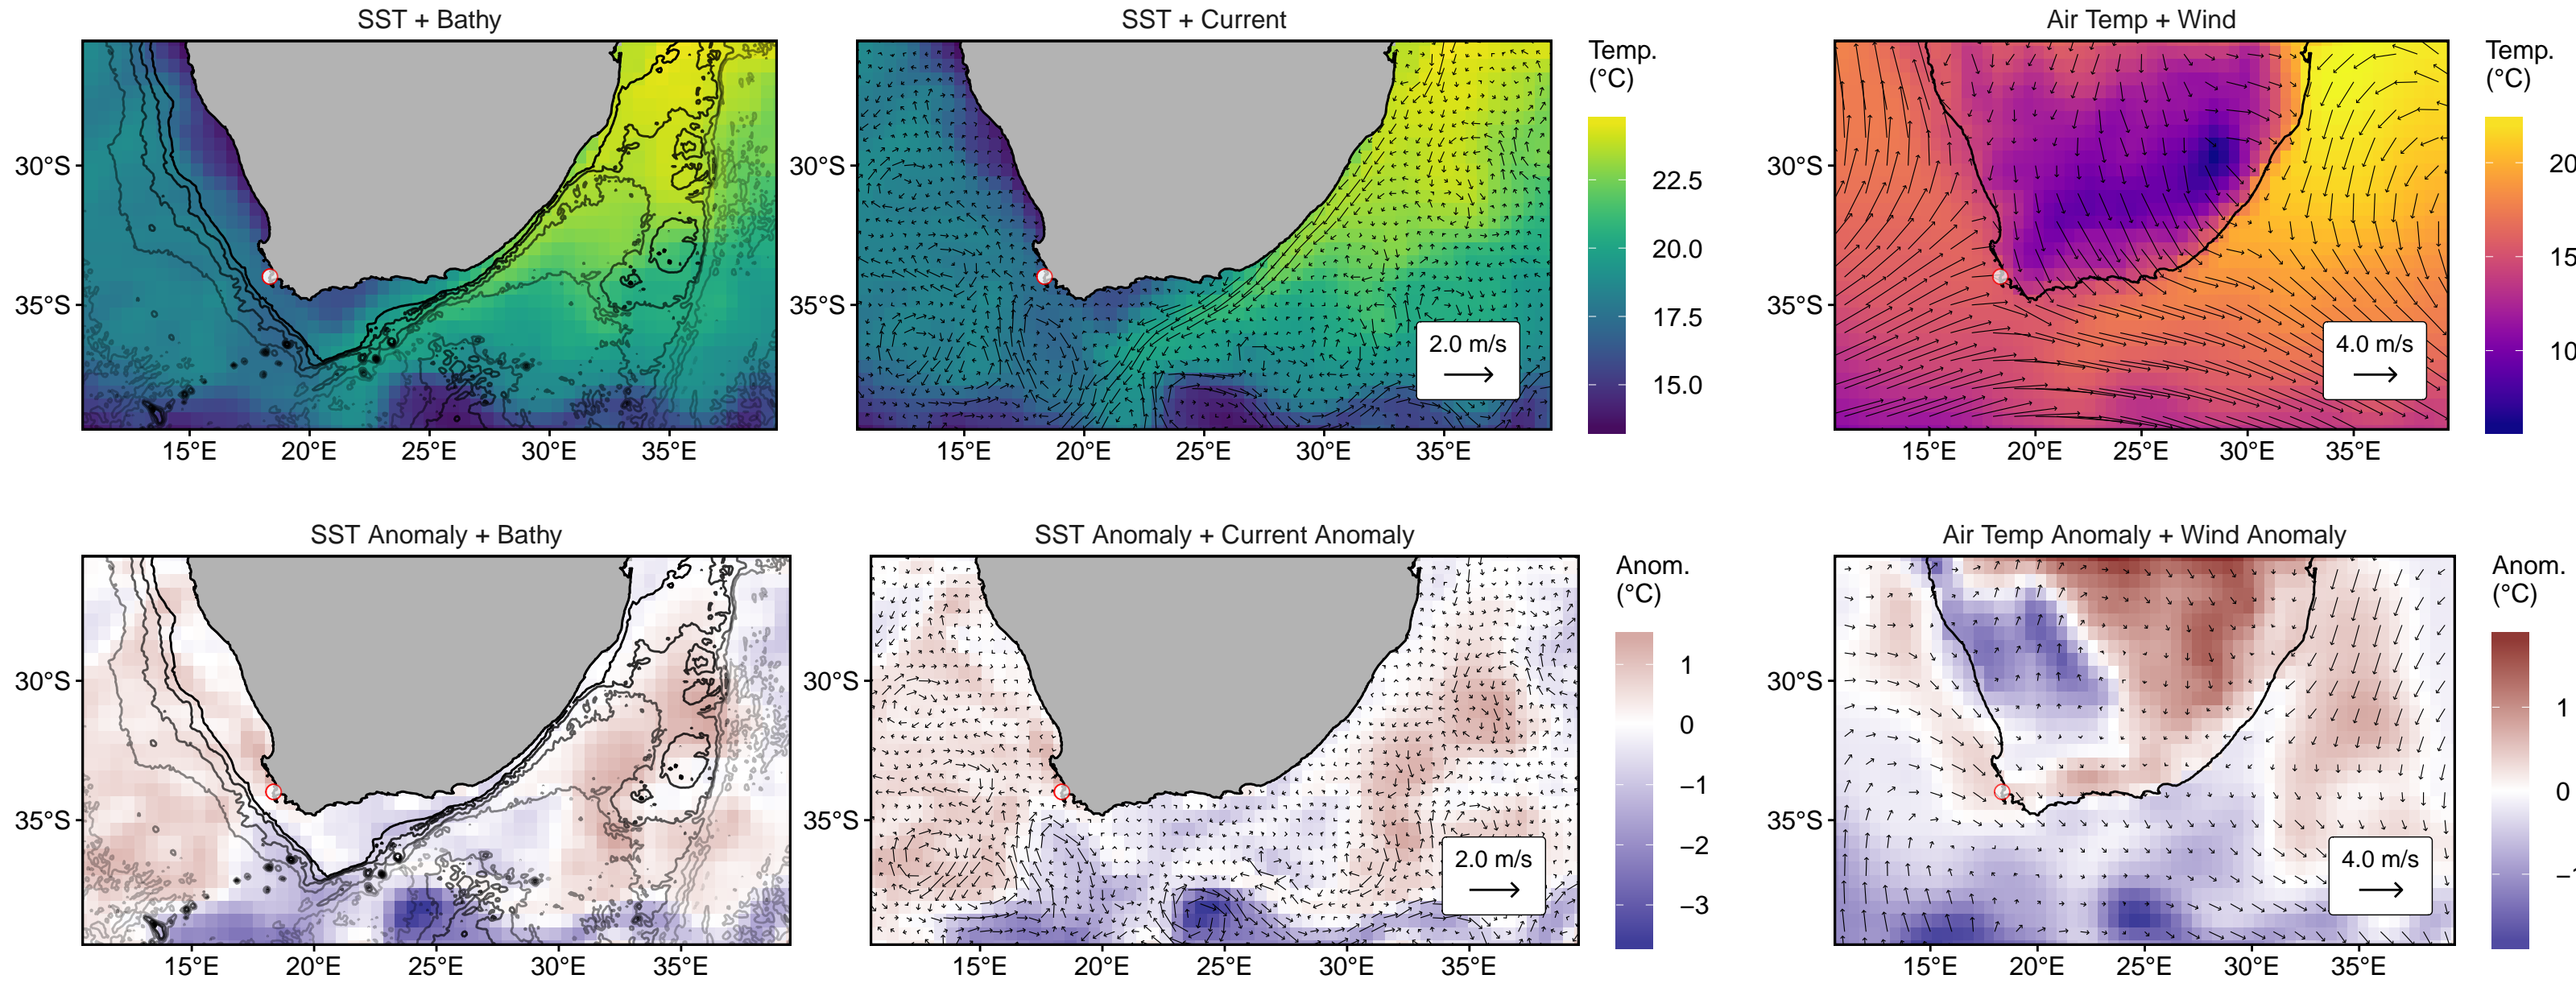 SST + Bathy
30°S
35°S
15°E 20°E 25°E 30°E 35°E
SST + Current
30°S
35°S
2.0 m/s
15°E 20°E 25°E 30°E 35°E
Temp.
(°C)
22.5
20.0
17.5
15.0
Air Temp + Wind
30°S
35°S
4.0 m/s
15°E 20°E 25°E 30°E 35°E
Temp.
(°C)
20
15
10
SST Anomaly + Bathy
30°S
35°S
15°E 20°E 25°E 30°E 35°E
SST Anomaly + Current Anomaly
30°S
35°S
2.0 m/s
15°E 20°E 25°E 30°E 35°E
Anom.
(°C)
1
0
−1
−2
−3
Air Temp Anomaly + Wind Anomaly
30°S
35°S
4.0 m/s
15°E 20°E 25°E 30°E 35°E
Anom.
(°C)
1
0